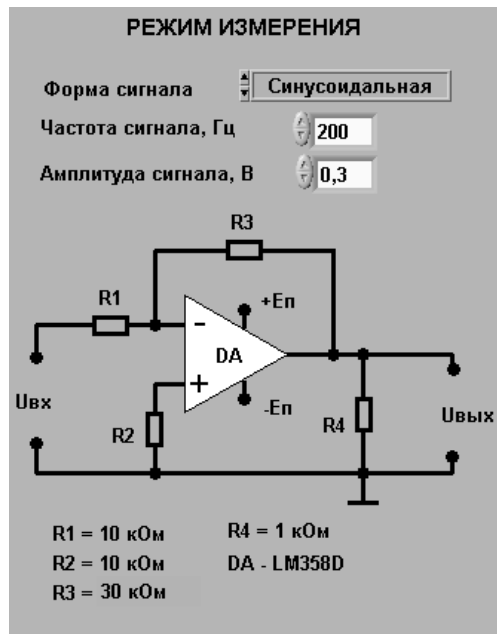 РЕЖИМ ИЗМЕРЕНИЯ
Форма сигнала Синусоидальная
Частота сигнала, Гц 200
Амплитуда сигнала, В 0,3
R3
R1
+Еп
-
DA
+
-Еп
Uвх
R2
R4
Uвых
R1 = 10 кОм R4 = 1 кОм
R2 = 10 кОм DA - LM358D
R3 = 30 кОм